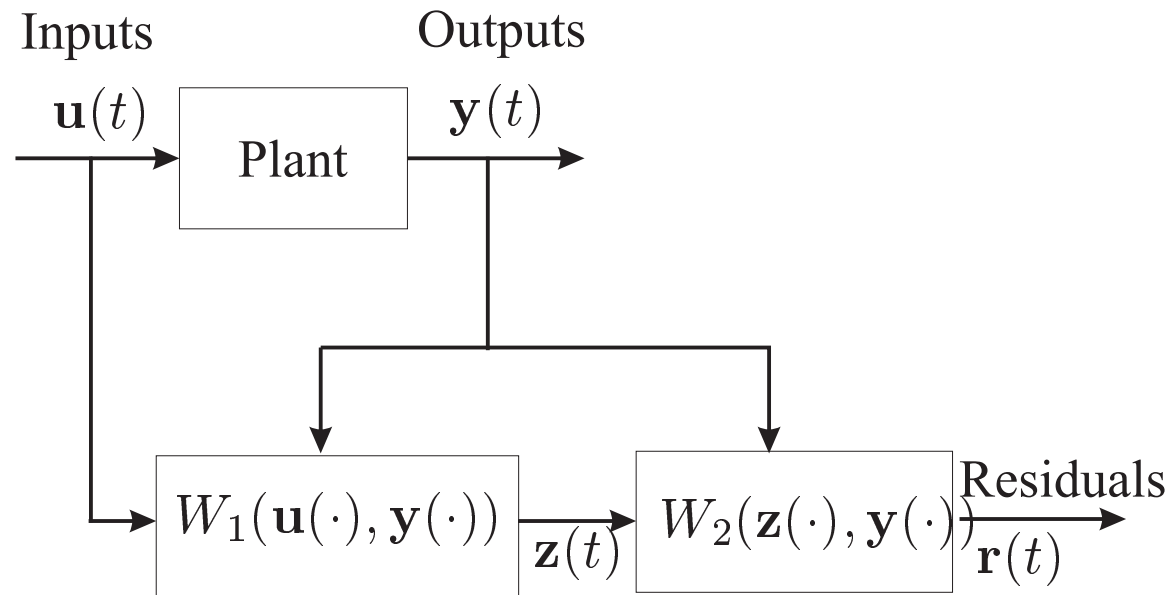 Inputs
Outputs
u(t)
y(t)
Plant
W₁(u(·), y(·))
z(t)
W₂(z(·), y(·))
Residuals
r(t)